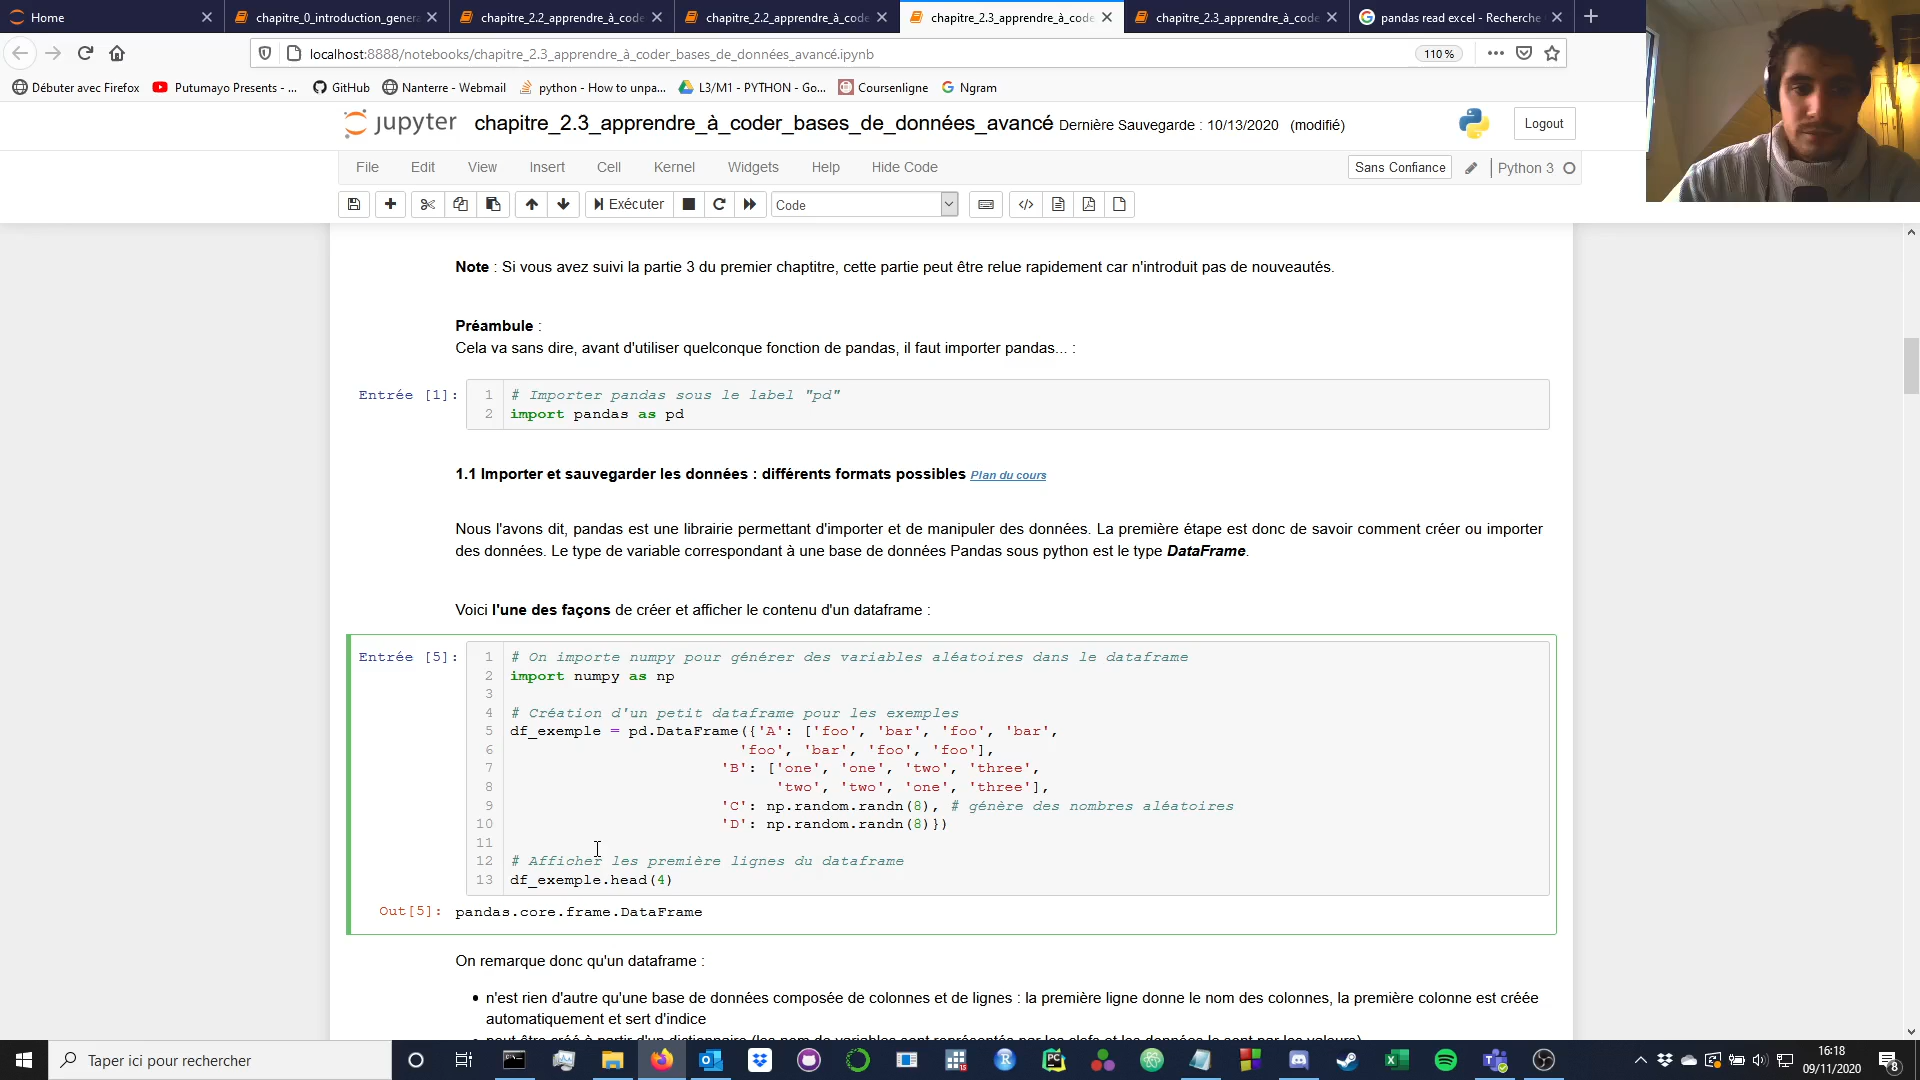 Home
chapitre_0_introduction_genera
chapitre_2.2_apprendre_à_code
chapitre_2.2_apprendre_à_code
chapitre_2.3_apprendre_à_code
chapitre_2.3_apprendre_à_code
pandas read excel - Recherche
localhost:8888/notebooks/chapitre_2.3_apprendre_à_coder_bases_de_données_avancé.ipynb
110 %
Débuter avec Firefox
Putumayo Presents - ...
GitHub
Nanterre - Webmail
python - How to unpa...
L3/M1 - PYTHON - Go...
Coursenligne
Ngram
jupyter chapitre_2.3_apprendre_à_coder_bases_de_données_avancé Dernière Sauvegarde : 10/13/2020 (modifié)
Logout
File Edit View Insert Cell Kernel Widgets Help Hide Code
Sans Confiance
Python 3
Exécuter
Code
Note : Si vous avez suivi la partie 3 du premier chaptitre, cette partie peut être relue rapidement car n'introduit pas de nouveautés.
Préambule :
Cela va sans dire, avant d'utiliser quelconque fonction de pandas, il faut importer pandas... :
Entrée [1]:
1 # Importer pandas sous le label "pd"
2 import pandas as pd
1.1 Importer et sauvegarder les données : différents formats possibles Plan du cours
Nous l'avons dit, pandas est une librairie permettant d'importer et de manipuler des données. La première étape est donc de savoir comment créer ou importer
des données. Le type de variable correspondant à une base de données Pandas sous python est le type DataFrame.
Voici l'une des façons de créer et afficher le contenu d'un dataframe :
Entrée [5]:
1 # On importe numpy pour générer des variables aléatoires dans le dataframe
2 import numpy as np
3
4 # Création d'un petit dataframe pour les exemples
5 df_exemple = pd.DataFrame({'A': ['foo', 'bar', 'foo', 'bar',
6 'foo', 'bar', 'foo', 'foo'],
7 'B': ['one', 'one', 'two', 'three',
8 'two', 'two', 'one', 'three'],
9 'C': np.random.randn(8), # génère des nombres aléatoires
10 'D': np.random.randn(8)})
11
12 # Afficher les première lignes du dataframe
13 df_exemple.head(4)
Out[5]: pandas.core.frame.DataFrame
On remarque donc qu'un dataframe :
• n'est rien d'autre qu'une base de données composée de colonnes et de lignes : la première ligne donne le nom des colonnes, la première colonne est créée
automatiquement et sert d'indice
Taper ici pour rechercher
16:18
09/11/2020
8